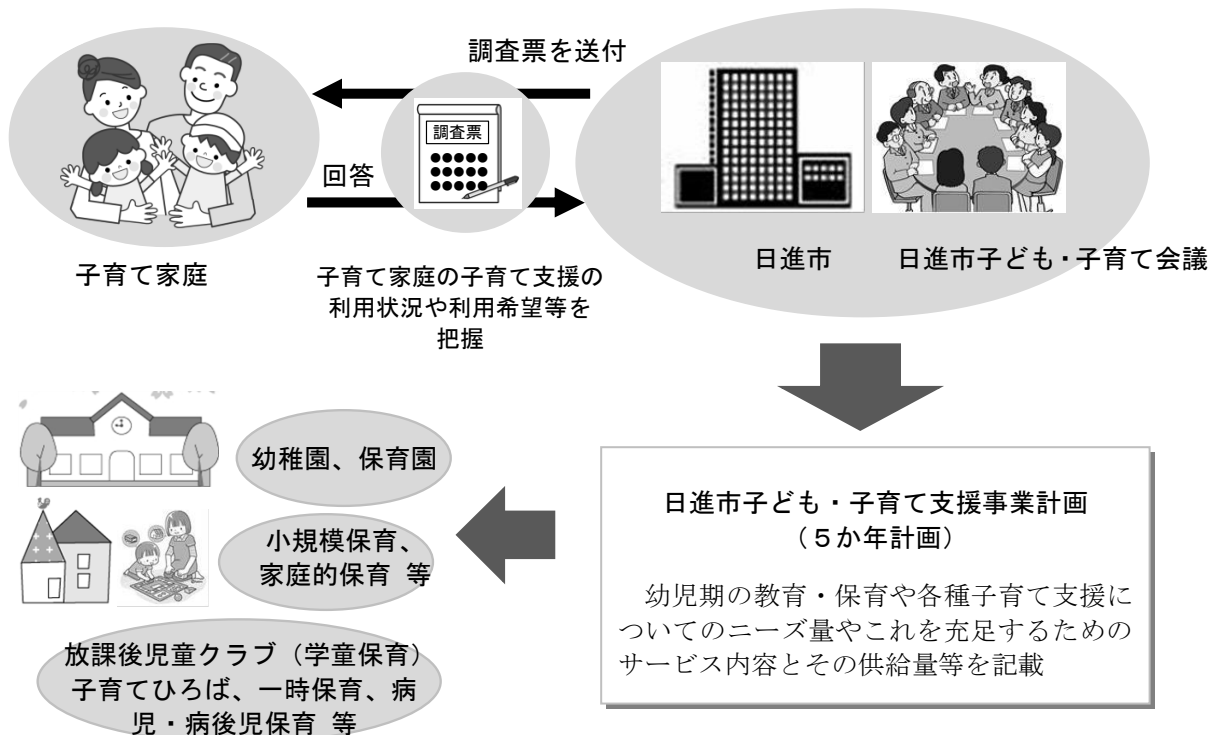 調査票を送付
調査票
回答
子育て家庭
子育て家庭の子育て支援の
利用状況や利用希望等を
把握
日進市
日進市子ども・子育て会議
日進市子ども・子育て支援事業計画
（５か年計画）
幼児期の教育・保育や各種子育て支援に
ついてのニーズ量やこれを充足するための
サービス内容とその供給量等を記載
幼稚園、保育園
小規模保育、
家庭的保育 等
放課後児童クラブ（学童保育）
子育てひろば、一時保育、病
児・病後児保育 等